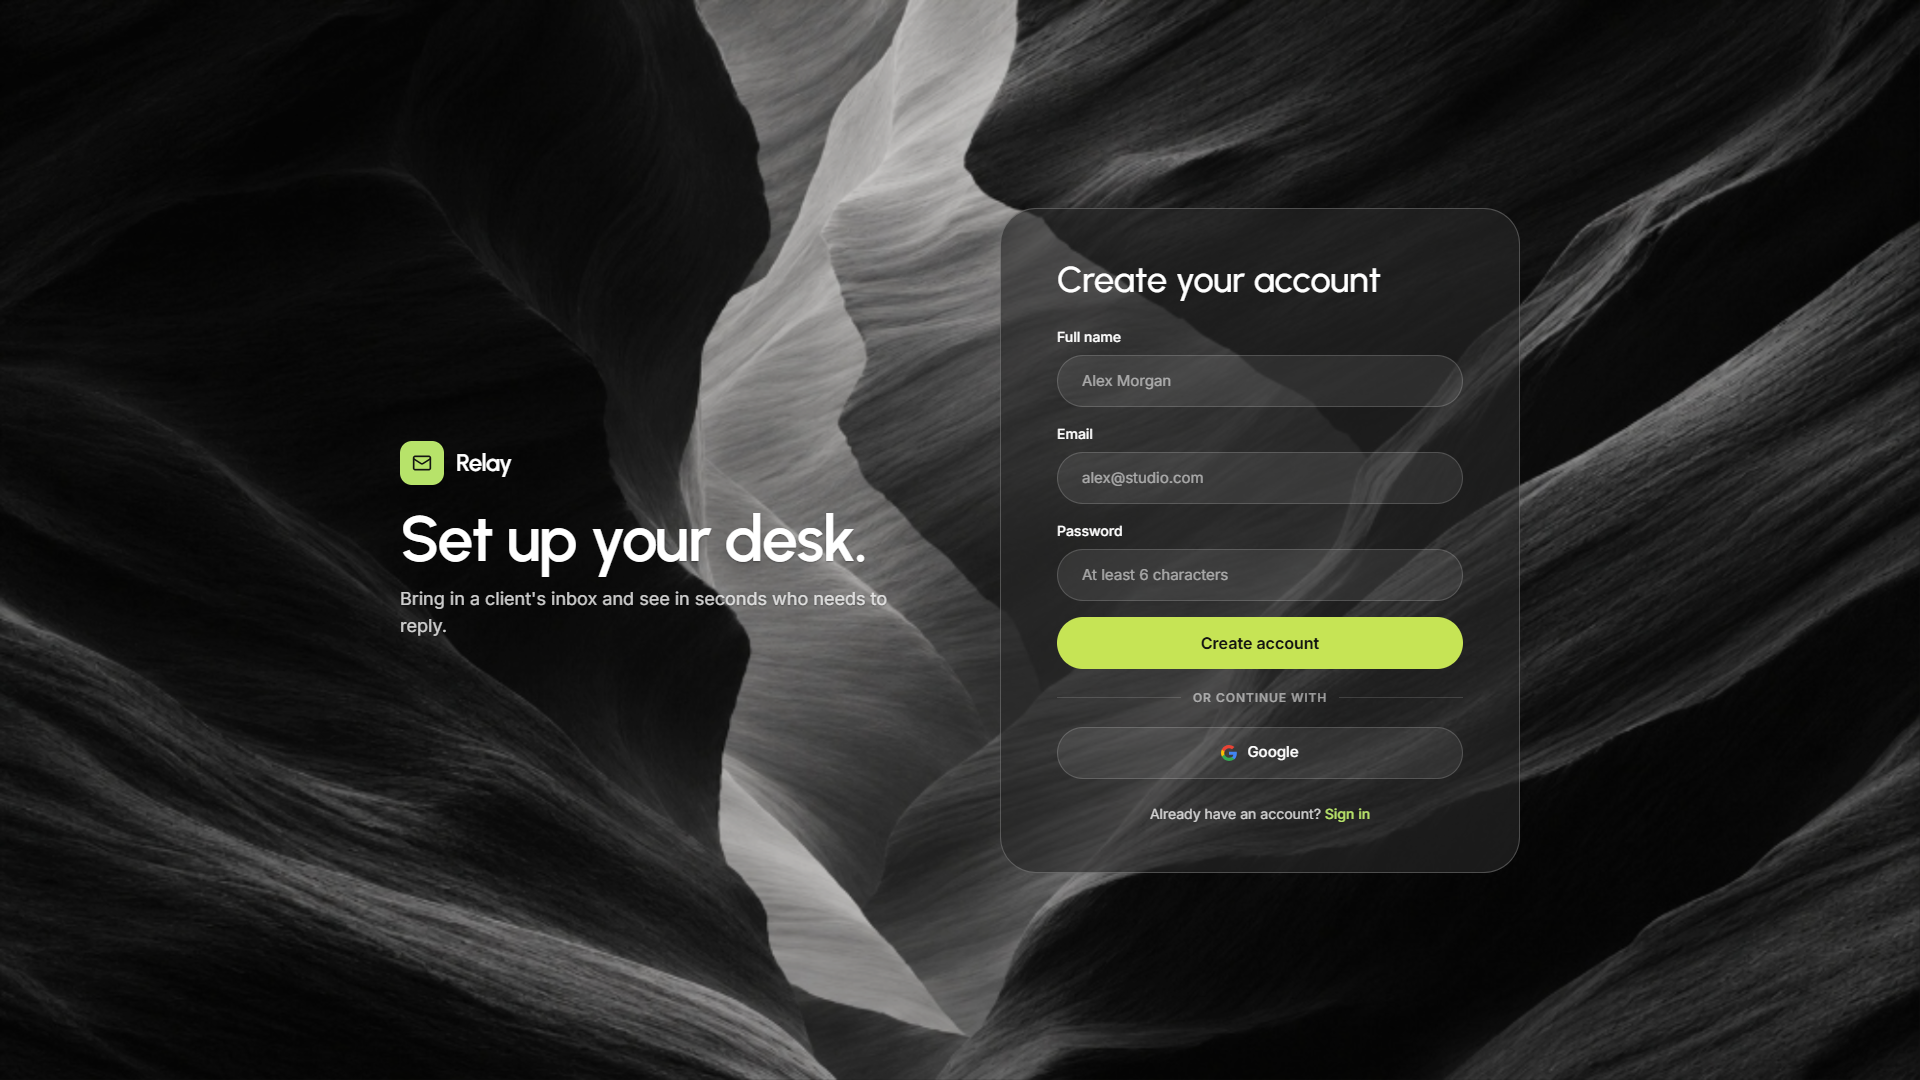 Relay
Set up your desk.
Bring in a client's inbox and see in seconds who needs to
reply.
Create your account
Full name
Alex Morgan
Email
alex@studio.com
Password
At least 6 characters
Create account
OR CONTINUE WITH
Google
Already have an account? Sign in